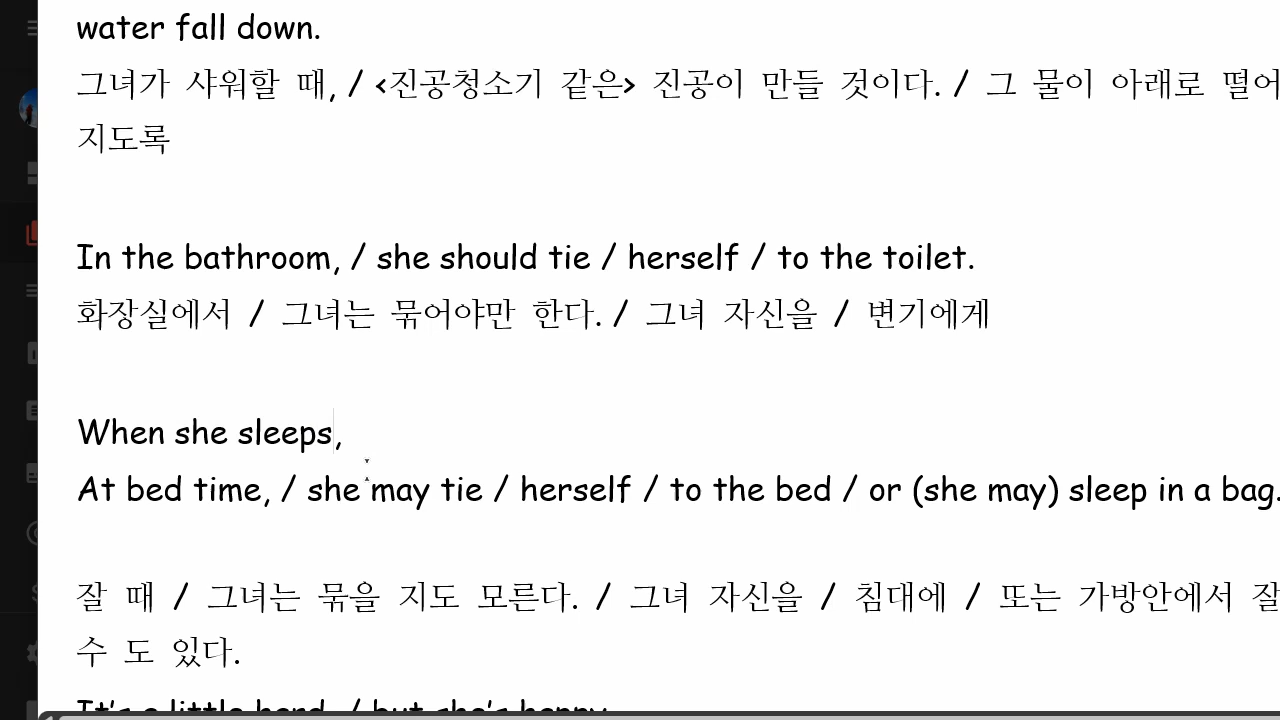 water fall down.
그녀가 샤워할 때, / <진공청소기 같은> 진공이 만들 것이다. / 그 물이 아래로 떨어
지도록
In the bathroom, / she should tie / herself / to the toilet.
화장실에서 / 그녀는 묶어야만 한다. / 그녀 자신을 / 변기에게
When she sleeps,
At bed time, / she may tie / herself / to the bed / or (she may) sleep in a bag.
잘 때 / 그녀는 묶을 지도 모른다. / 그녀 자신을 / 침대에 / 또는 가방안에서 잘
수 도 있다.
It's a little hard, / but she's happy